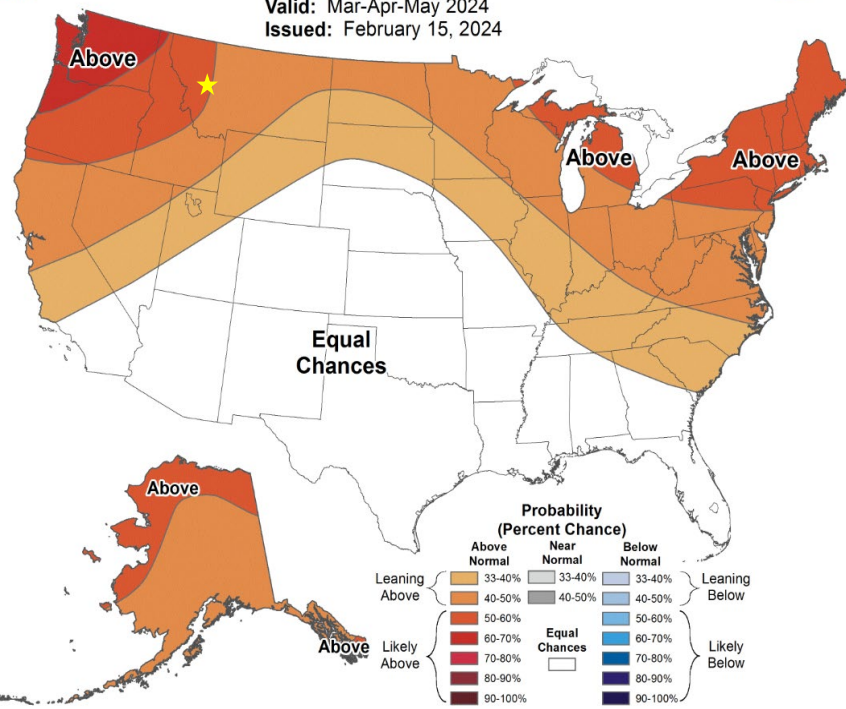 Valid: Mar-Apr-May 2024
Issued: February 15, 2024
Above
Above
Above
Equal
Chances
Above
Above
Probability
(Percent Chance)
Above
Normal
Near
Normal
Below
Normal
Leaning
Above
33-40%
33-40%
33-40%
Leaning
Below
40-50%
40-50%
40-50%
Likely
Above
50-60%
50-60%
Likely
Below
60-70%
60-70%
Equal
Chances
70-80%
70-80%
80-90%
80-90%
90-100%
90-100%